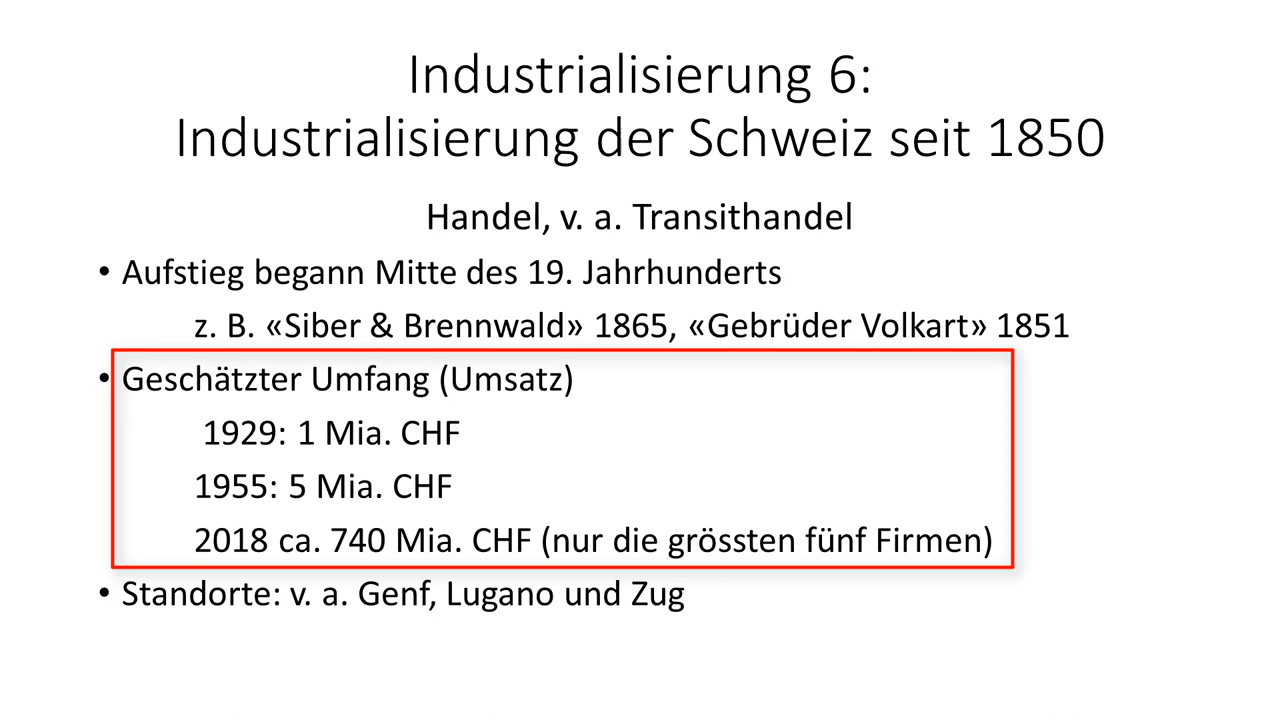 Industrialisierung 6:
Industrialisierung der Schweiz seit 1850
Handel, v. a. Transithandel
• Aufstieg begann Mitte des 19. Jahrhunderts
z. B. «Siber & Brennwald» 1865, «Gebrüder Volkart» 1851
• Geschätzter Umfang (Umsatz)
1929: 1 Mia. CHF
1955: 5 Mia. CHF
2018 ca. 740 Mia. CHF (nur die grössten fünf Firmen)
• Standorte: v. a. Genf, Lugano und Zug